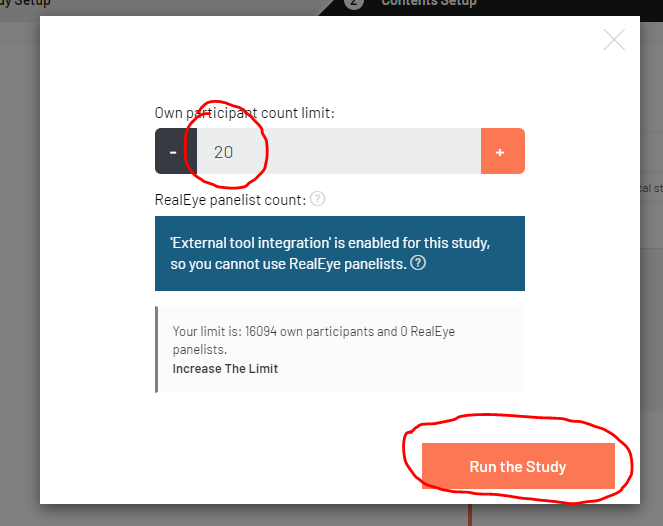 dy Setup
2
Contents Setup
Own participant count limit:
-
20
+
RealEye panelist count: ?
'External tool integration' is enabled for this study,
so you cannot use RealEye panelists. ?
cal st
Your limit is: 16094 own participants and 0 RealEye
panelists.
Increase The Limit
Run the Study